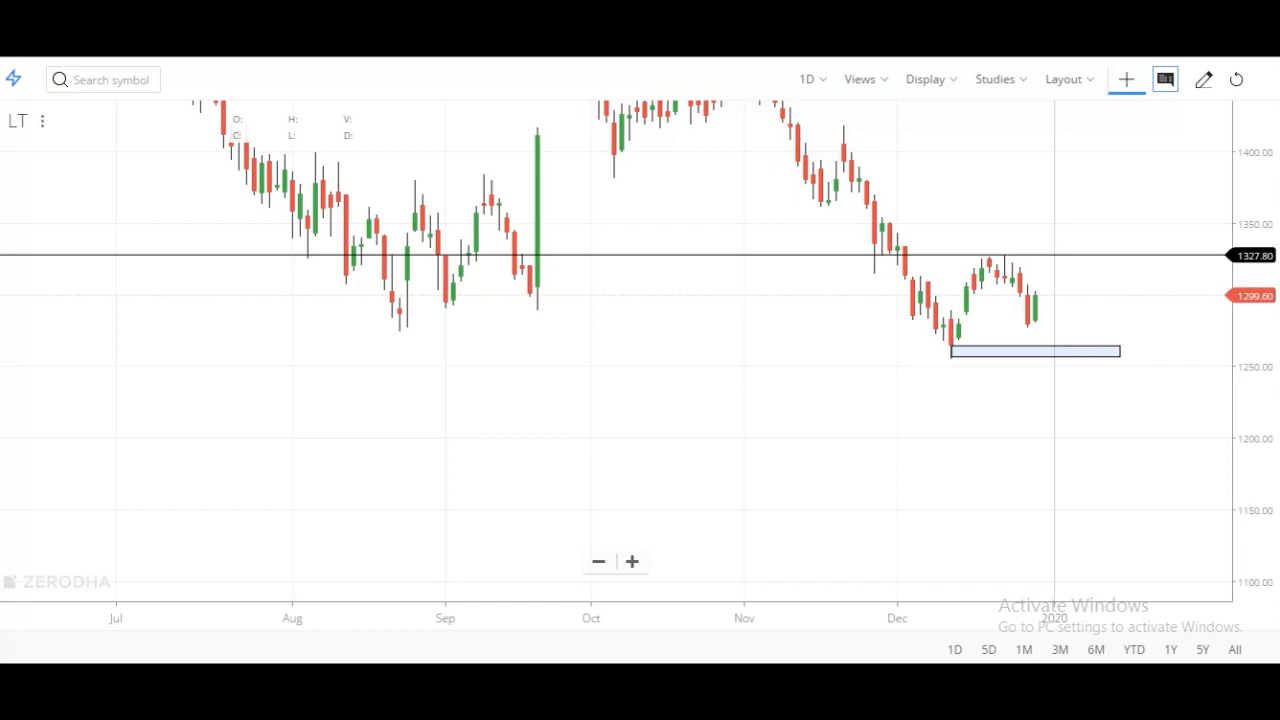 Search symbol 1D Views Display Studies Layout
LT
O: H: V:
C: L: D:
1400.00
1350.00
1327.80
1299.60
1250.00
1200.00
1150.00
1100.00
ZERODHA
Jul Aug Sep Oct Nov Dec 2020
Activate Windows
Go to PC settings to activate Windows.
1D 5D 1M 3M 6M YTD 1Y 5Y All